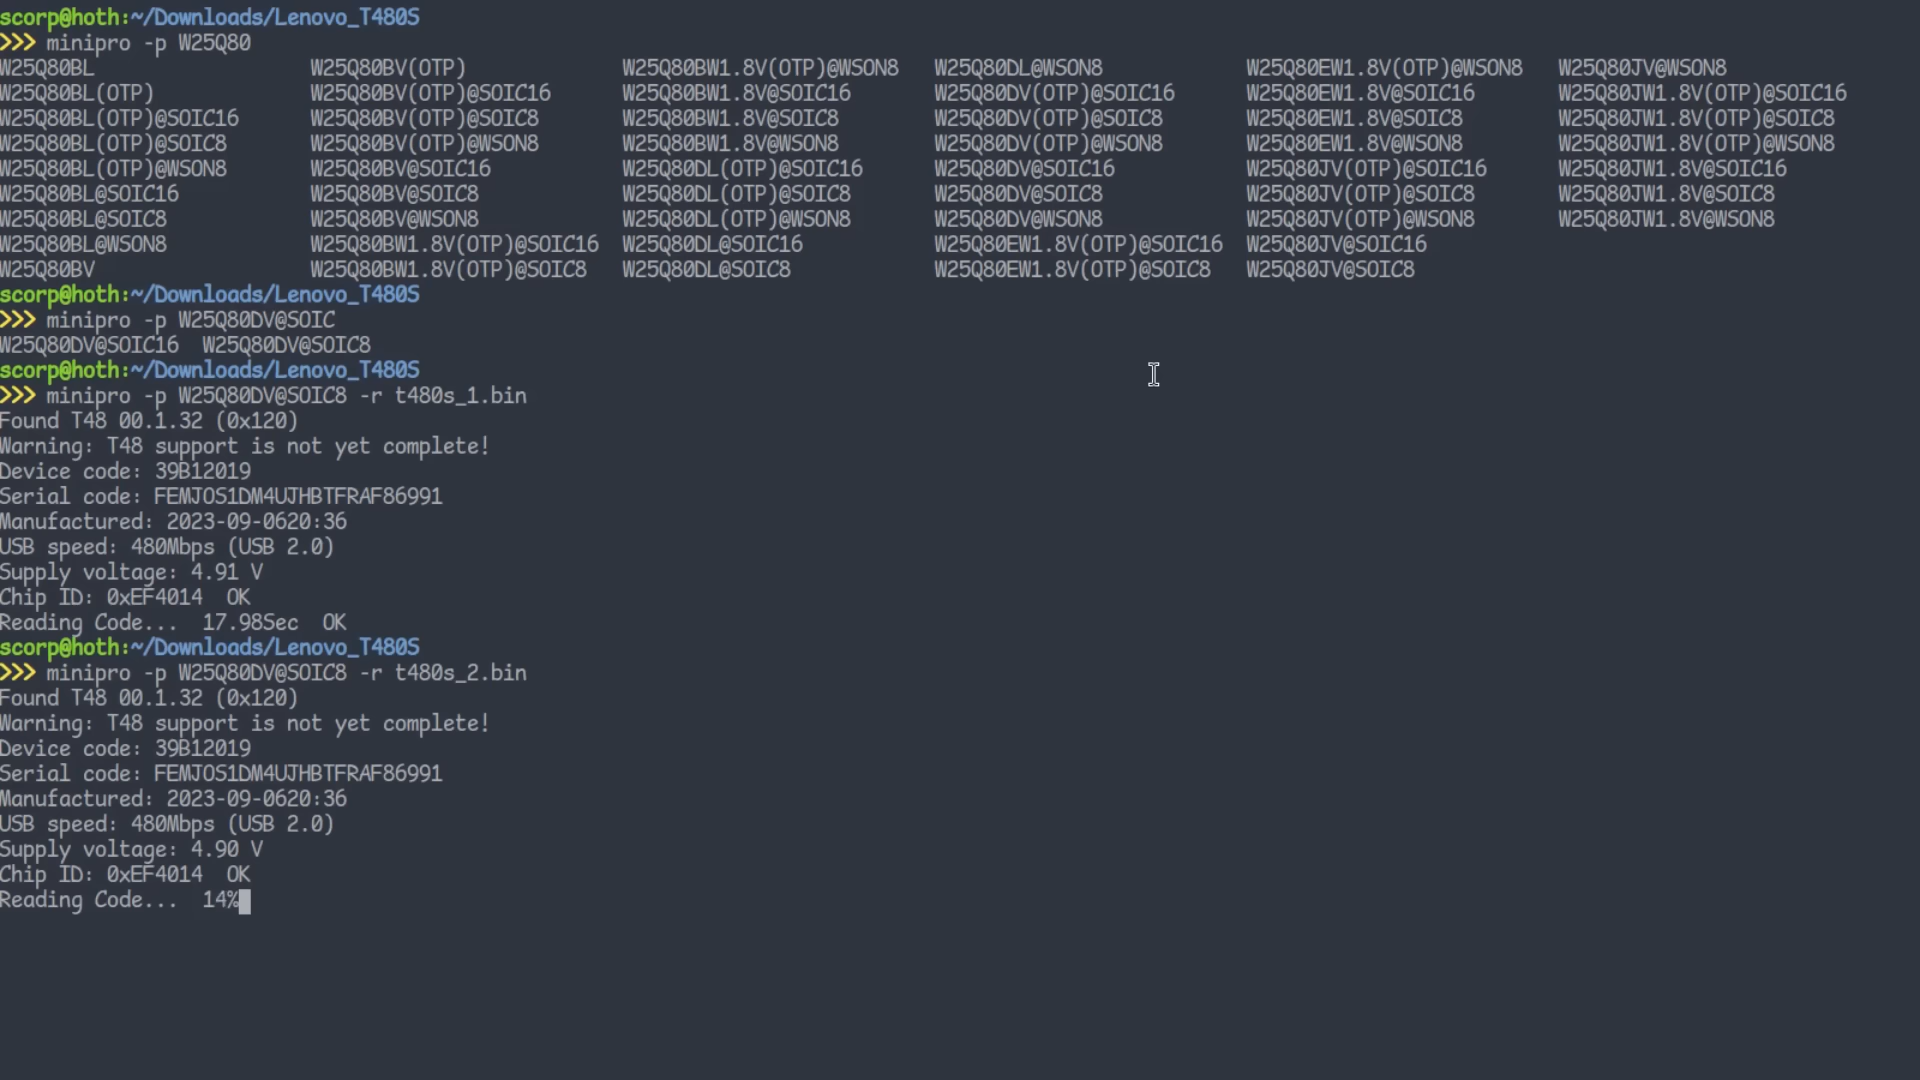 scorp@hoth:~/Downloads/Lenovo_T480S
>>> minipro -p W25Q80
W25Q80BL W25Q80BV(OTP) W25Q80BW1.8V(OTP)@WSON8 W25Q80DL@WSON8 W25Q80EW1.8V(OTP)@WSON8 W25Q80JV@WSON8
W25Q80BL(OTP) W25Q80BV(OTP)@SOIC16 W25Q80BW1.8V@SOIC16 W25Q80DV(OTP)@SOIC16 W25Q80EW1.8V@SOIC16 W25Q80JW1.8V(OTP)@SOIC16
W25Q80BL(OTP)@SOIC16 W25Q80BV(OTP)@SOIC8 W25Q80BW1.8V@SOIC8 W25Q80DV(OTP)@SOIC8 W25Q80EW1.8V@SOIC8 W25Q80JW1.8V(OTP)@SOIC8
W25Q80BL(OTP)@SOIC8 W25Q80BV(OTP)@WSON8 W25Q80BW1.8V@WSON8 W25Q80DV(OTP)@WSON8 W25Q80EW1.8V@WSON8 W25Q80JW1.8V(OTP)@WSON8
W25Q80BL(OTP)@WSON8 W25Q80BV@SOIC16 W25Q80DL(OTP)@SOIC16 W25Q80DV@SOIC16 W25Q80JV(OTP)@SOIC16 W25Q80JW1.8V@SOIC16
W25Q80BL@SOIC16 W25Q80BV@SOIC8 W25Q80DL(OTP)@SOIC8 W25Q80DV@SOIC8 W25Q80JV(OTP)@SOIC8 W25Q80JW1.8V@SOIC8
W25Q80BL@SOIC8 W25Q80BV@WSON8 W25Q80DL(OTP)@WSON8 W25Q80DV@WSON8 W25Q80JV(OTP)@WSON8 W25Q80JW1.8V@WSON8
W25Q80BL@WSON8 W25Q80BW1.8V(OTP)@SOIC16 W25Q80DL@SOIC16 W25Q80EW1.8V(OTP)@SOIC16 W25Q80JV@SOIC16
W25Q80BV W25Q80BW1.8V(OTP)@SOIC8 W25Q80DL@SOIC8 W25Q80EW1.8V(OTP)@SOIC8 W25Q80JV@SOIC8
scorp@hoth:~/Downloads/Lenovo_T480S
>>> minipro -p W25Q80DV@SOIC
W25Q80DV@SOIC16 W25Q80DV@SOIC8
scorp@hoth:~/Downloads/Lenovo_T480S
>>> minipro -p W25Q80DV@SOIC8 -r t480s_1.bin
Found T48 00.1.32 (0x120)
Warning: T48 support is not yet complete!
Device code: 39B12019
Serial code: FEMJOS1DM4UJHBTFRAF86991
Manufactured: 2023-09-0620:36
USB speed: 480Mbps (USB 2.0)
Supply voltage: 4.91 V
Chip ID: 0xEF4014 OK
Reading Code... 17.98Sec OK
scorp@hoth:~/Downloads/Lenovo_T480S
>>> minipro -p W25Q80DV@SOIC8 -r t480s_2.bin
Found T48 00.1.32 (0x120)
Warning: T48 support is not yet complete!
Device code: 39B12019
Serial code: FEMJOS1DM4UJHBTFRAF86991
Manufactured: 2023-09-0620:36
USB speed: 480Mbps (USB 2.0)
Supply voltage: 4.90 V
Chip ID: 0xEF4014 OK
Reading Code... 14%